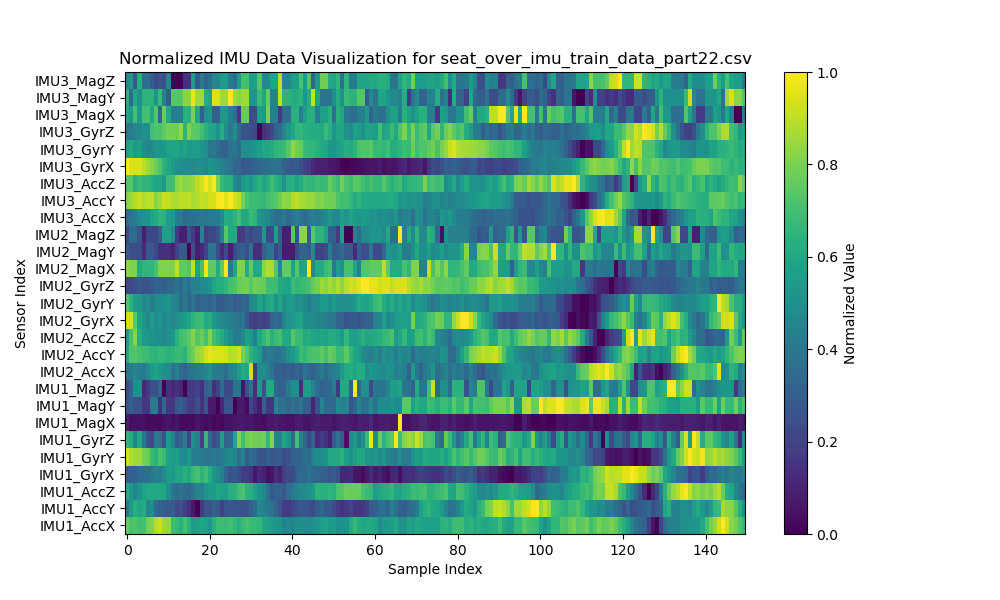 Normalized IMU Data Visualization for seat_over_imu_train_data_part22.csv
IMU3_MagZ
IMU3_MagY
IMU3_MagX
IMU3_GyrZ
IMU3_GyrY
IMU3_GyrX
IMU3_AccZ
IMU3_AccY
IMU3_AccX
IMU2_MagZ
IMU2_MagY
IMU2_MagX
IMU2_GyrZ
IMU2_GyrY
IMU2_GyrX
IMU2_AccZ
IMU2_AccY
IMU2_AccX
IMU1_MagZ
IMU1_MagY
IMU1_MagX
IMU1_GyrZ
IMU1_GyrY
IMU1_GyrX
IMU1_AccZ
IMU1_AccY
IMU1_AccX
Sensor Index
0 20 40 60 80 100 120 140
Sample Index
1.0
0.8
0.6
0.4
0.2
0.0
Normalized Value